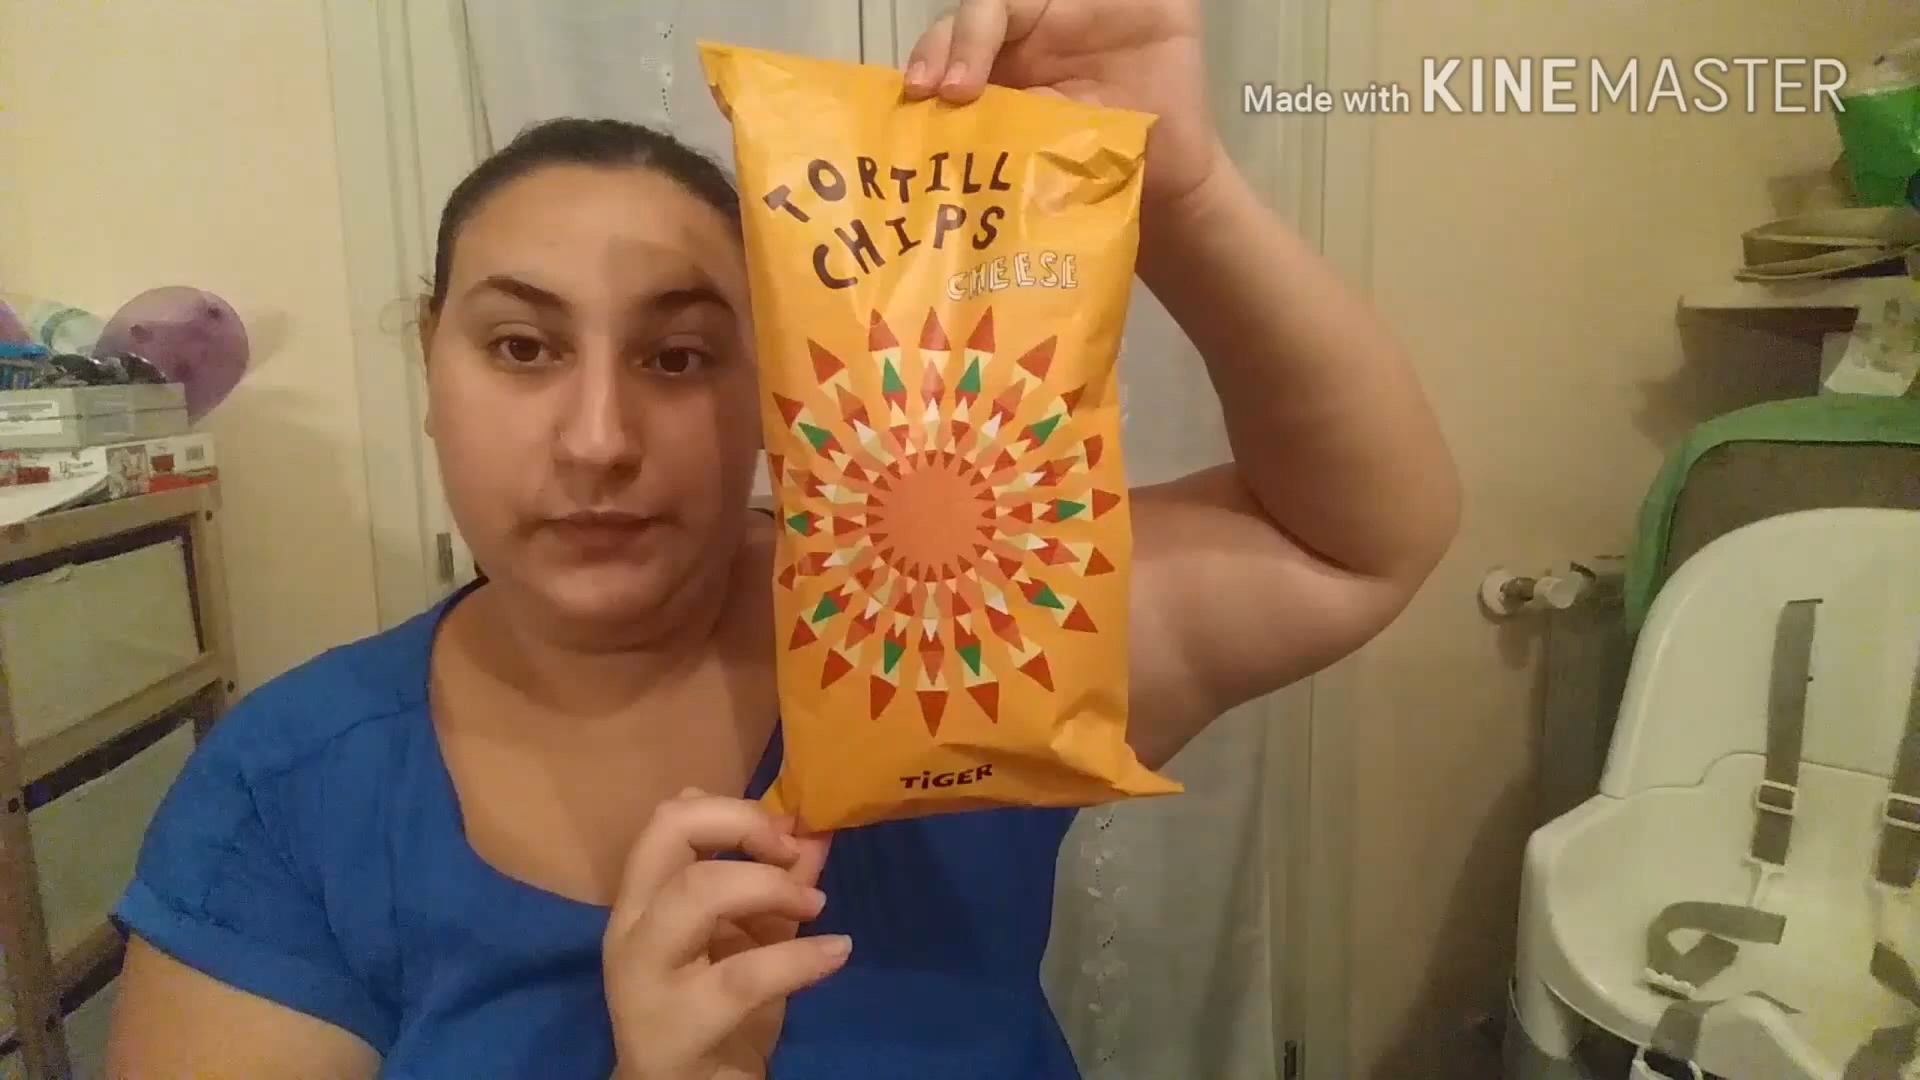 Made with KINEMASTER
TORTILL
CHIPS
CHEESE
TiGER